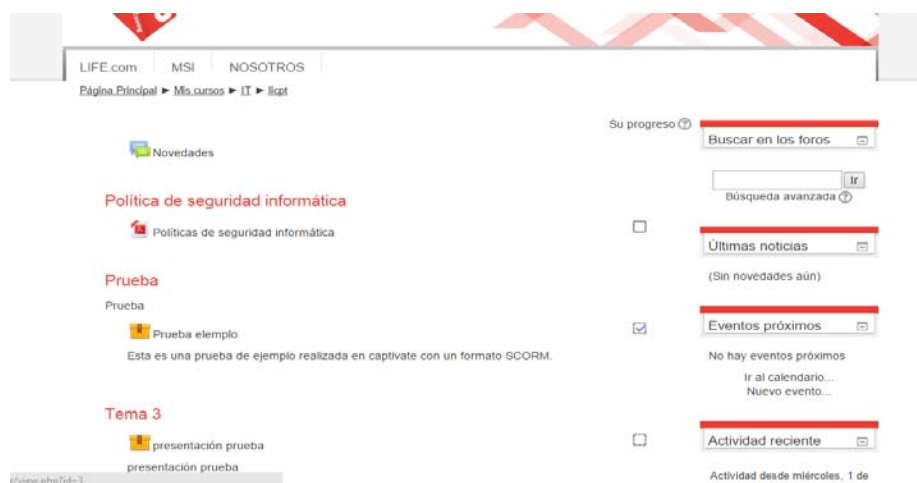 LIFE.com MSI NOSOTROS
Página Principal ► Mis cursos ► IT ► licpt
Su progreso
Novedades
Política de seguridad informática
Políticas de seguridad informática
Prueba
Prueba
Prueba elemplo
Esta es una prueba de ejemplo realizada en captivate con un formato SCORM.
Tema 3
presentación prueba
presentación prueba
Buscar en los foros
Ir
Búsqueda avanzada
Últimas noticias
(Sin novedades aún)
Eventos próximos
No hay eventos próximos
Ir al calendario...
Nuevo evento...
Actividad reciente
Actividad desde miércoles, 1 de